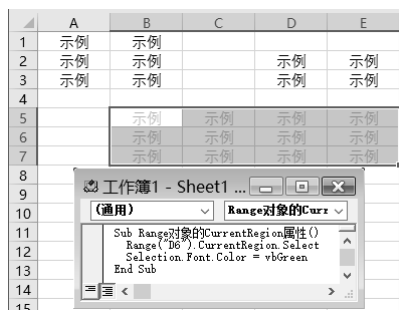 A B C D E
1 示例 示例
2 示例 示例 示例 示例
3 示例 示例 示例 示例
4
5 示例 示例 示例 示例
6 示例 示例 示例 示例
7 示例 示例 示例 示例
8
9
10
11
12
13
14
15
工作簿1 - Sheet1 ...
(通用) Range对象的Curr
Sub Range对象的CurrentRegion属性()
Range("D6").CurrentRegion.Select
Selection.Font.Color = vbGreen
End Sub